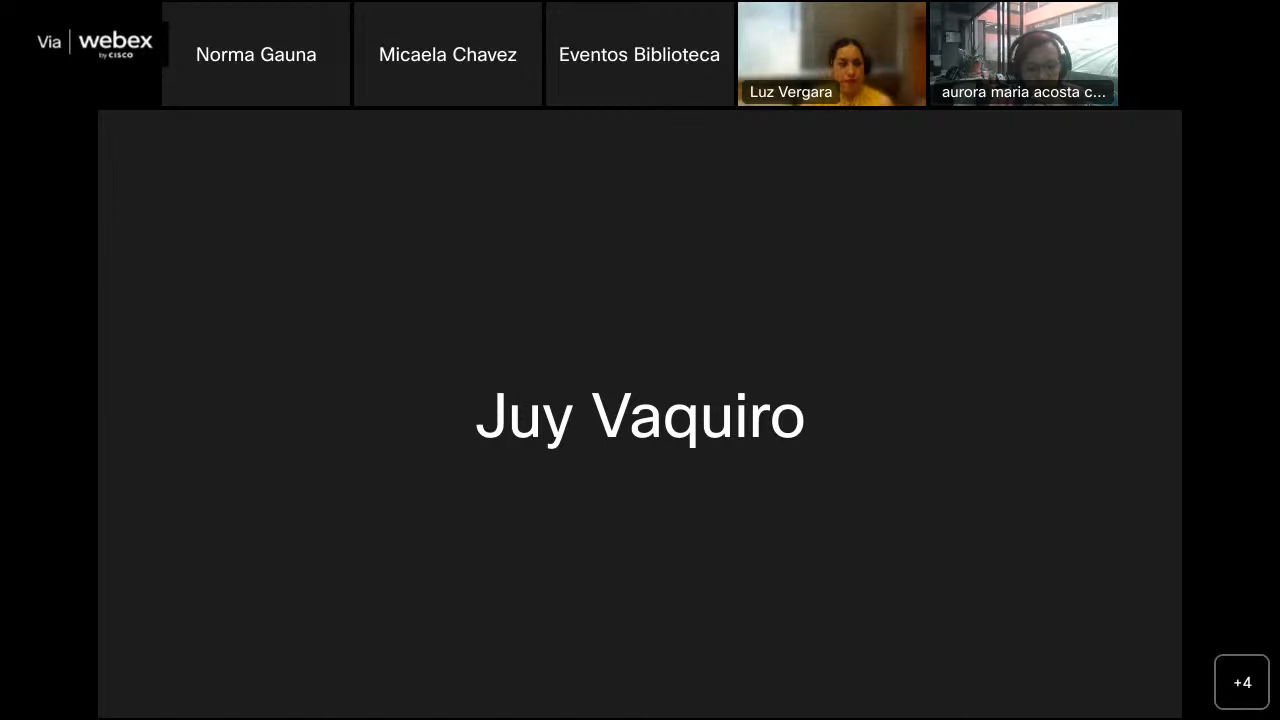 Via webex
by CISCO
Norma Gauna
Micaela Chavez
Eventos Biblioteca
Luz Vergara
aurora maria acosta c...
Juy Vaquiro
+4